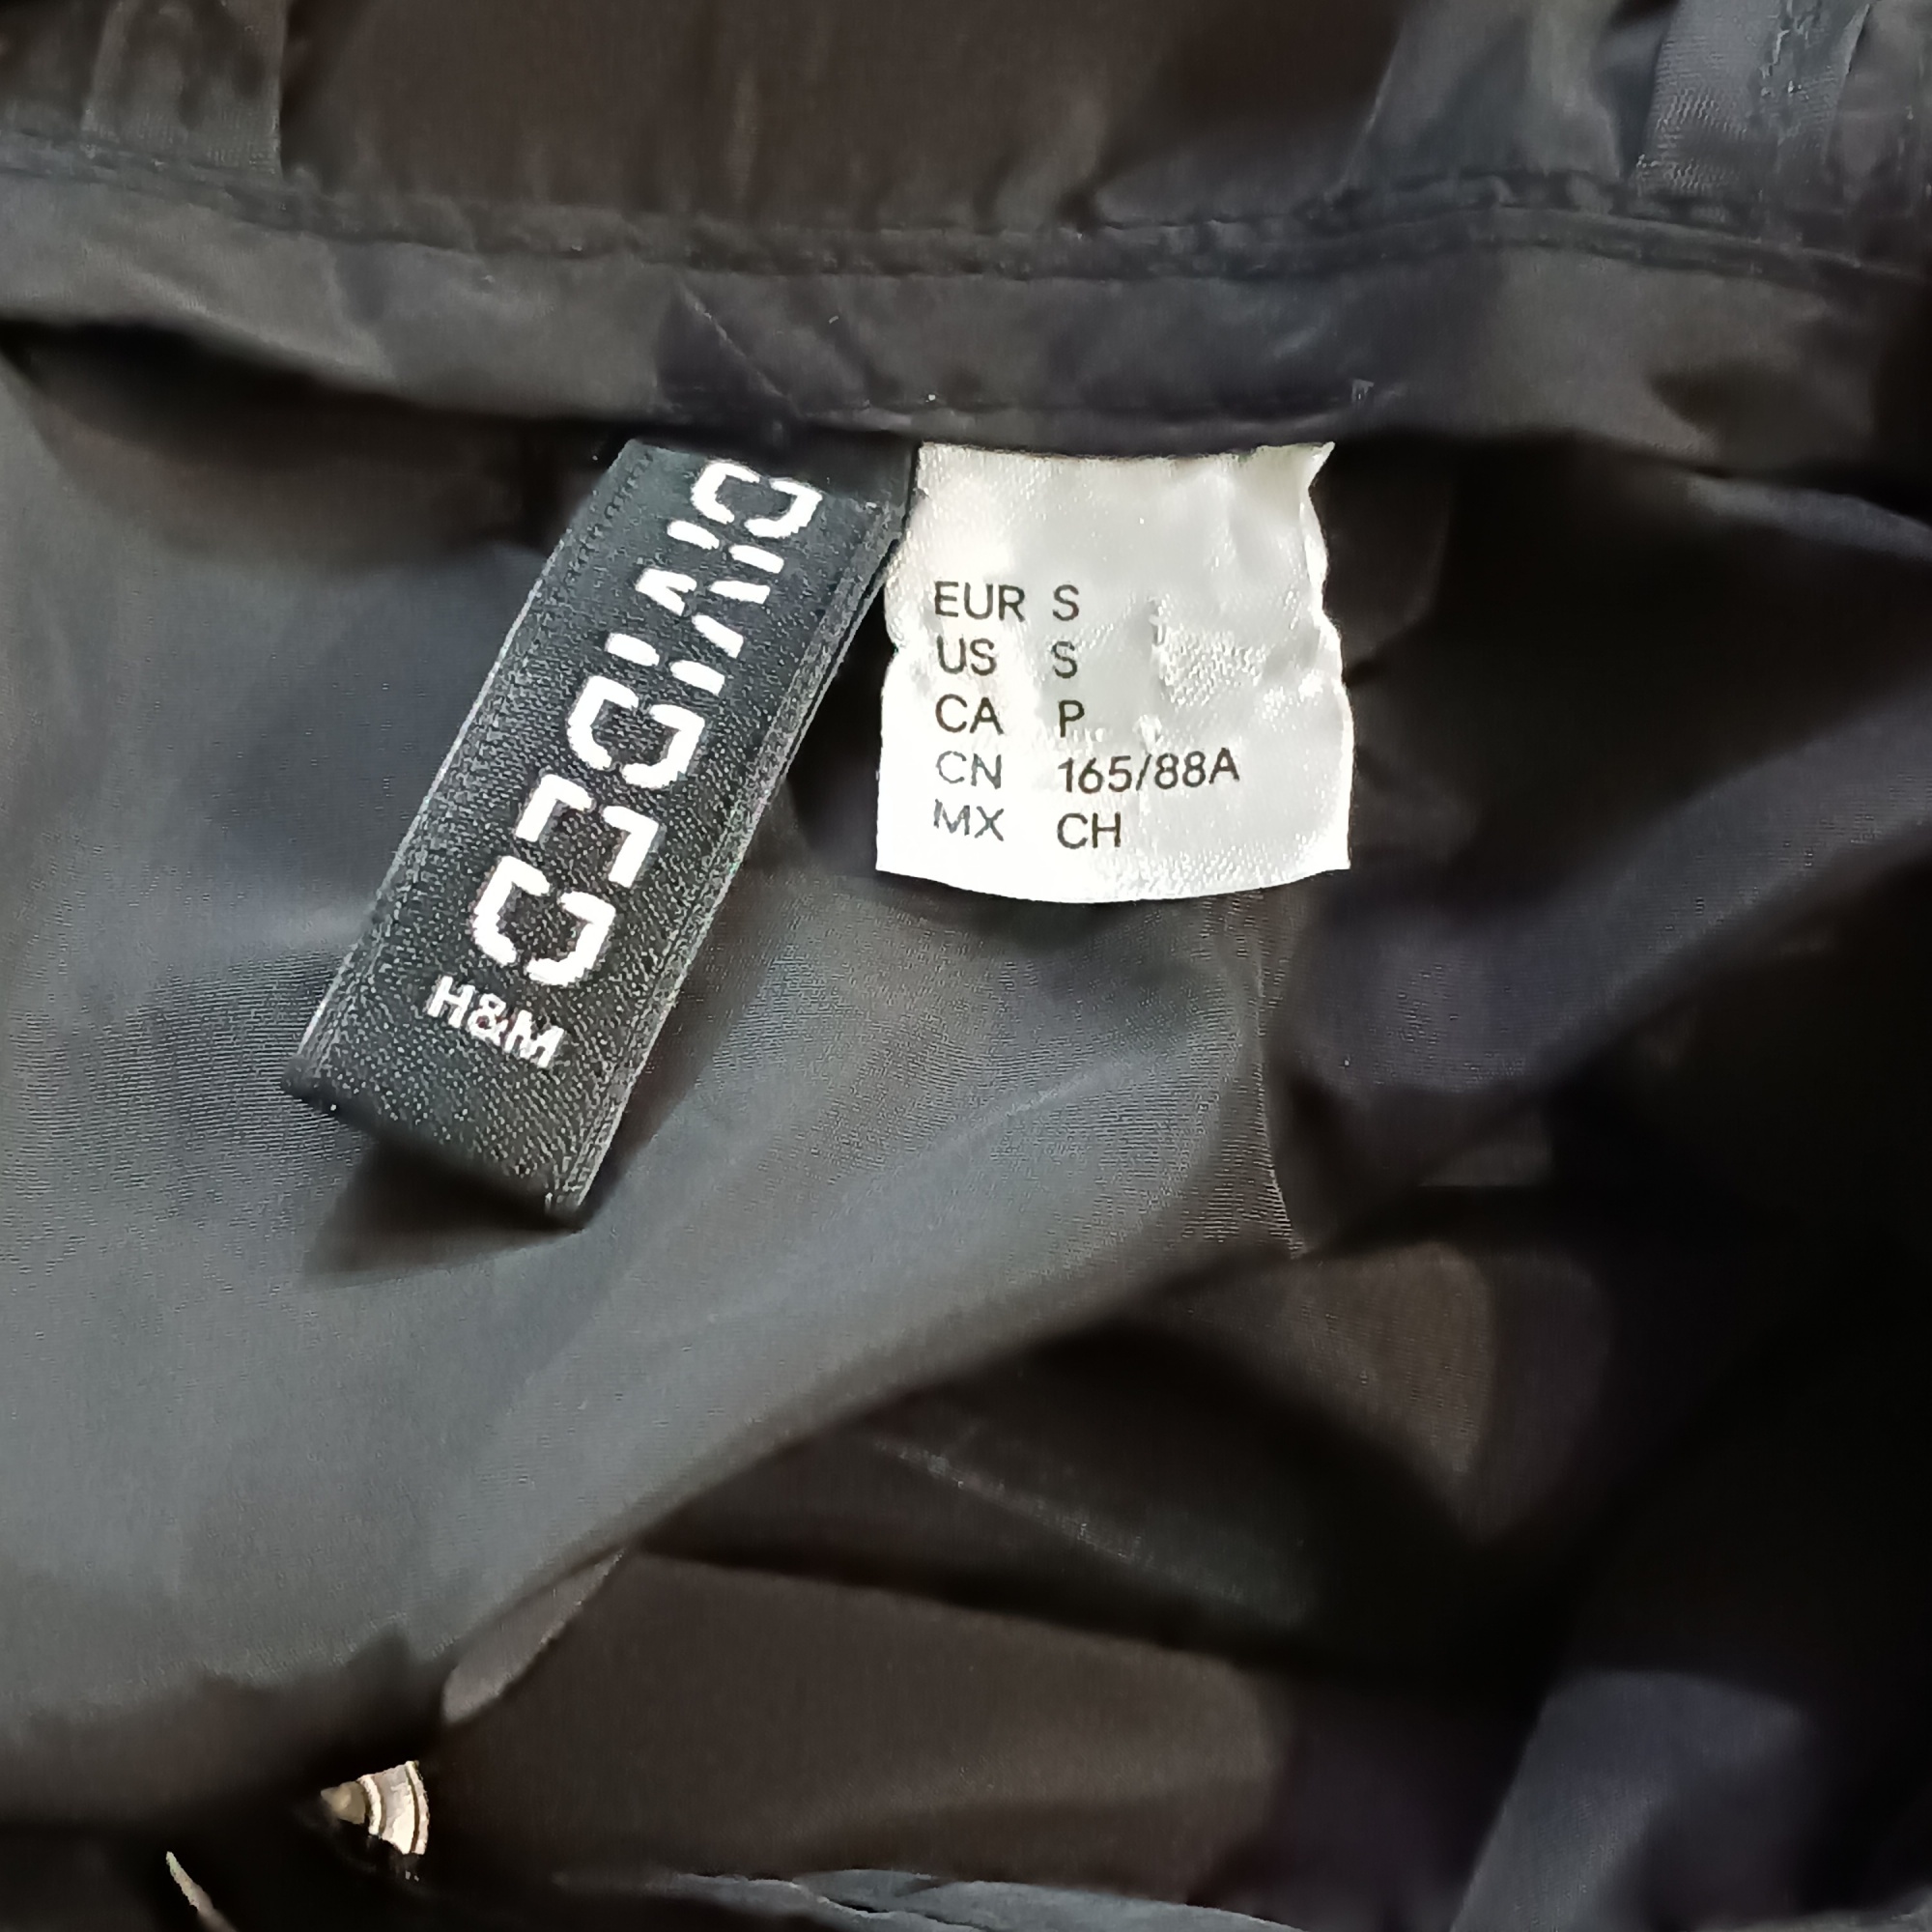 DIVIDED
H&M
EUR S
US S
CA P
CN 165/88A
MX CH